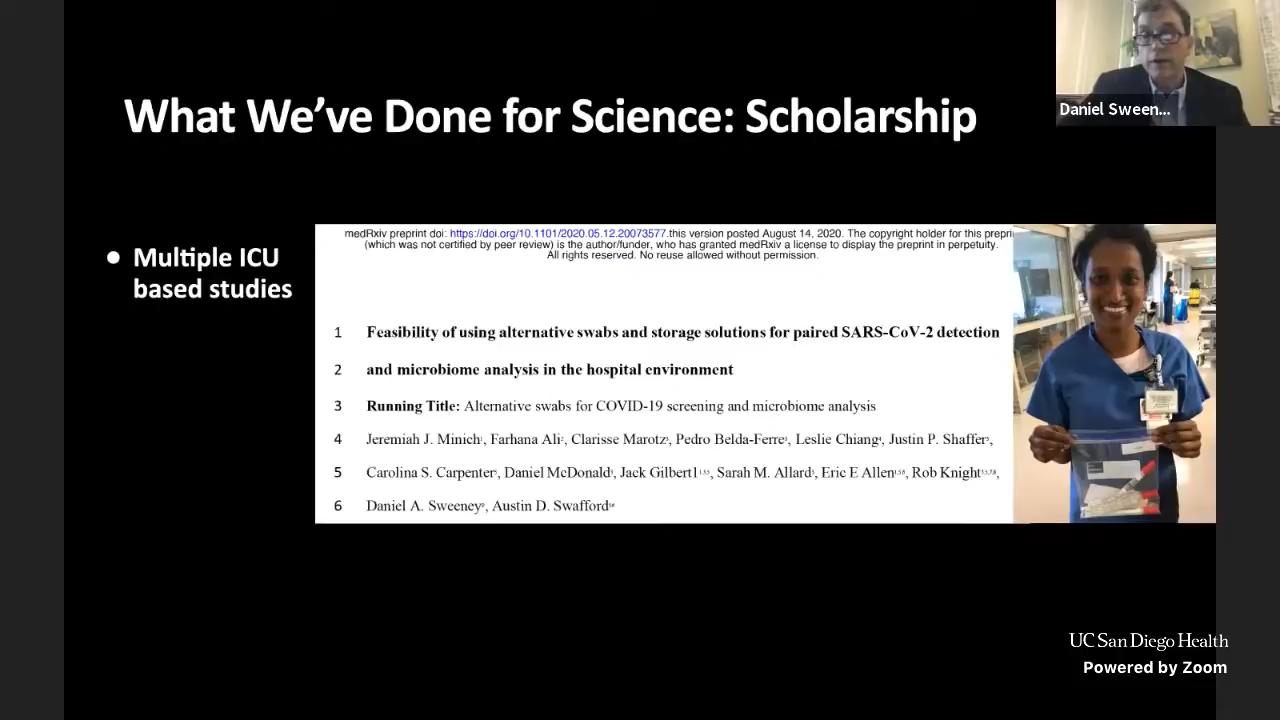 Daniel Sween...
What We've Done for Science: Scholarship
● Multiple ICU
based studies
medRxiv preprint doi: https://doi.org/10.1101/2020.05.12.20073577.this version posted August 14, 2020. The copyright holder for this prepri
(which was not certified by peer review) is the author/funder, who has granted medRxiv a license to display the preprint in perpetuity.
All rights reserved. No reuse allowed without permission.
1 Feasibility of using alternative swabs and storage solutions for paired SARS-CoV-2 detection
2 and microbiome analysis in the hospital environment
3 Running Title: Alternative swabs for COVID-19 screening and microbiome analysis
4 Jeremiah J. Minich, Farhana Ali, Clarisse Marotz, Pedro Belda-Ferre, Leslie Chiang, Justin P. Shaffer,
5 Carolina S. Carpenter, Daniel McDonald, Jack Gilbert1, Sarah M. Allard, Eric E Allen, Rob Knight,
6 Daniel A. Sweeney, Austin D. Swafford
UC San Diego Health
Powered by Zoom